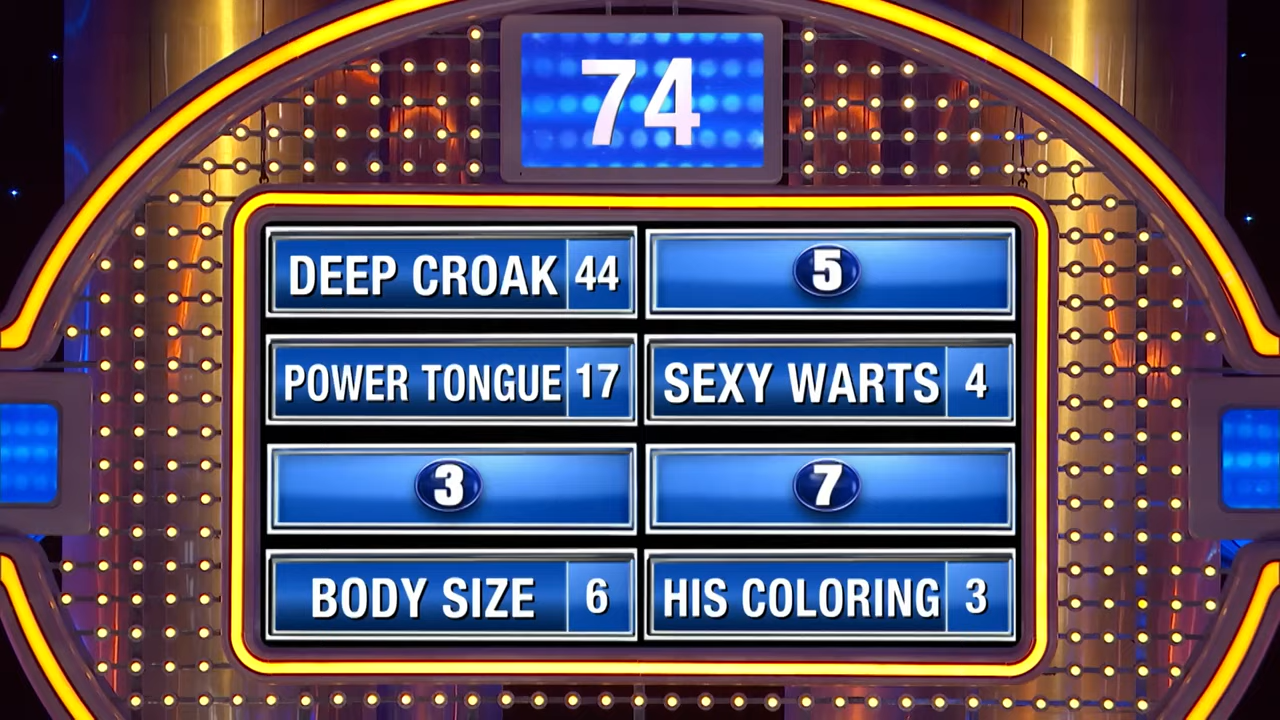 74
DEEP CROAK 44
5
POWER TONGUE 17
SEXY WARTS 4
3
7
BODY SIZE 6
HIS COLORING 3